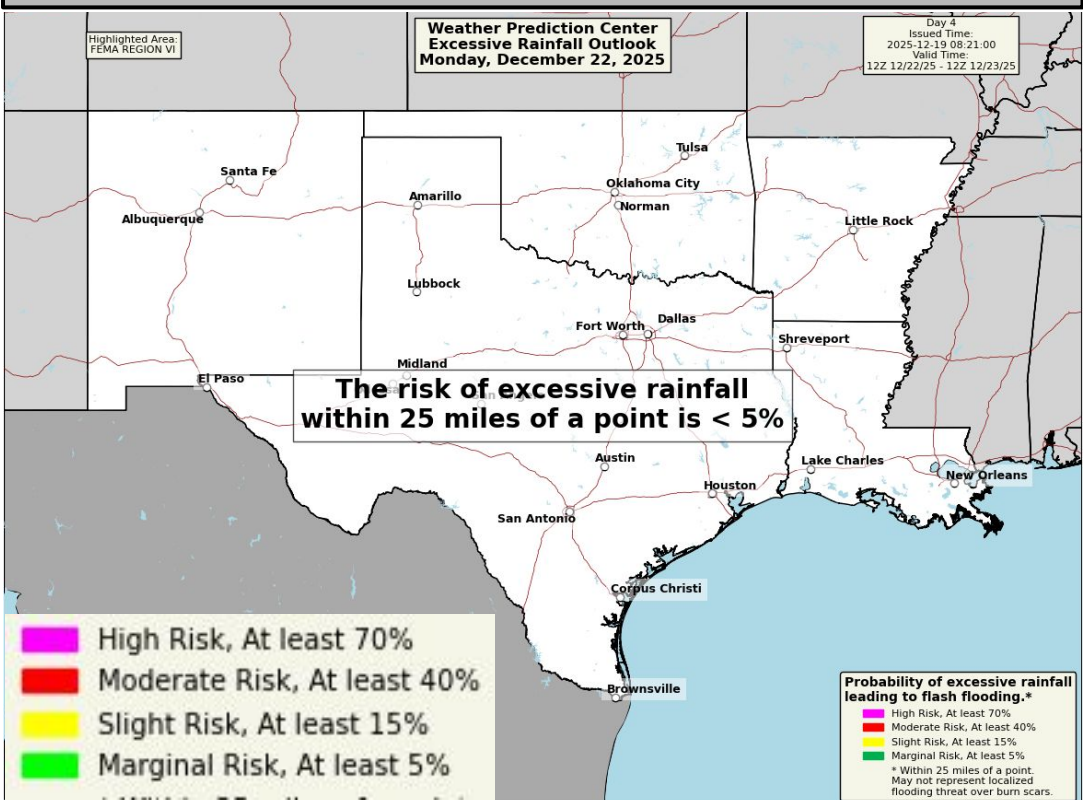 Highlighted Area:
FEMA REGION VI
Weather Prediction Center
Excessive Rainfall Outlook
Monday, December 22, 2025
Day 4
Issued Time:
2025-12-19 08:21:00
Valid Time:
12Z 12/22/25 - 12Z 12/23/25
Tulsa
Santa Fe
Oklahoma City
Amarillo
Norman
Albuquerque
Little Rock
Lubbock
Fort Worth
Dallas
Shreveport
Midland
El Paso
The risk of excessive rainfall
within 25 miles of a point is < 5%
Austin
Lake Charles
New Orleans
Houston
San Antonio
Corpus Christi
Brownsville
High Risk, At least 70%
Moderate Risk, At least 40%
Slight Risk, At least 15%
Marginal Risk, At least 5%
Probability of excessive rainfall
leading to flash flooding.*
High Risk, At least 70%
Moderate Risk, At least 40%
Slight Risk, At least 15%
Marginal Risk, At least 5%
* Within 25 miles of a point.
May not represent localized
flooding threat over burn scars.